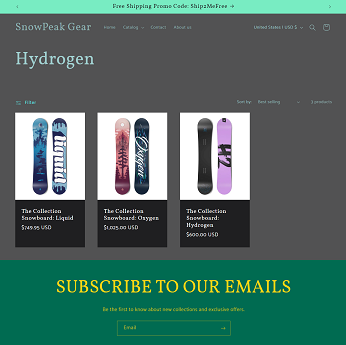 Free Shipping Promo Code: Ship2MeFree →
SnowPeak Gear
Home Catalog Contact About us
United States | USD $
Hydrogen
Filter
Sort by: Best selling 3 products
liquid
Oxygen
H2
The Collection Snowboard: Liquid
$749.95 USD
The Collection Snowboard: Oxygen
$1,025.00 USD
The Collection Snowboard: Hydrogen
$600.00 USD
SUBSCRIBE TO OUR EMAILS
Be the first to know about new collections and exclusive offers.
Email →